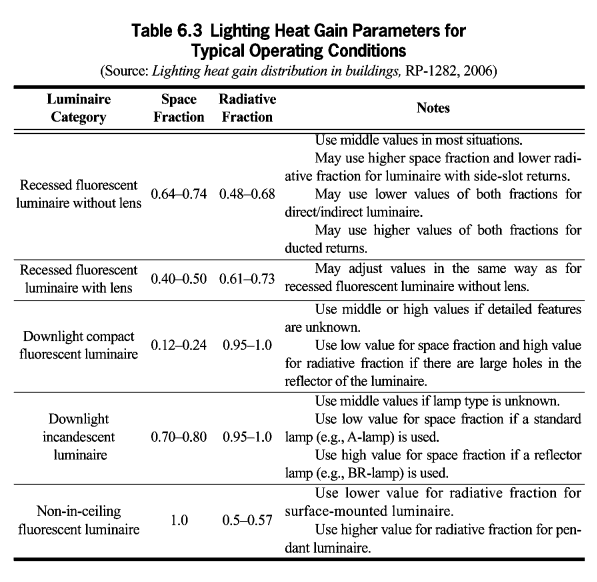 Table 6.3 Lighting Heat Gain Parameters for
Typical Operating Conditions
(Source: Lighting heat gain distribution in buildings, RP-1282, 2006)
Luminaire
Category
Space
Fraction
Radiative
Fraction
Notes
Recessed fluorescent
luminaire without lens
0.64–0.74
0.48–0.68
Use middle values in most situations.
May use higher space fraction and lower radi-
ative fraction for luminaire with side-slot returns.
May use lower values of both fractions for
direct/indirect luminaire.
May use higher values of both fractions for
ducted returns.
Recessed fluorescent
luminaire with lens
0.40–0.50
0.61–0.73
May adjust values in the same way as for
recessed fluorescent luminaire without lens.
Downlight compact
fluorescent luminaire
0.12–0.24
0.95–1.0
Use middle or high values if detailed features
are unknown.
Use low value for space fraction and high value
for radiative fraction if there are large holes in the
reflector of the luminaire.
Downlight
incandescent
luminaire
0.70–0.80
0.95–1.0
Use middle values if lamp type is unknown.
Use low value for space fraction if a standard
lamp (e.g., A-lamp) is used.
Use high value for space fraction if a reflector
lamp (e.g., BR-lamp) is used.
Non-in-ceiling
fluorescent luminaire
1.0
0.5–0.57
Use lower value for radiative fraction for
surface-mounted luminaire.
Use higher value for radiative fraction for pen-
dant luminaire.